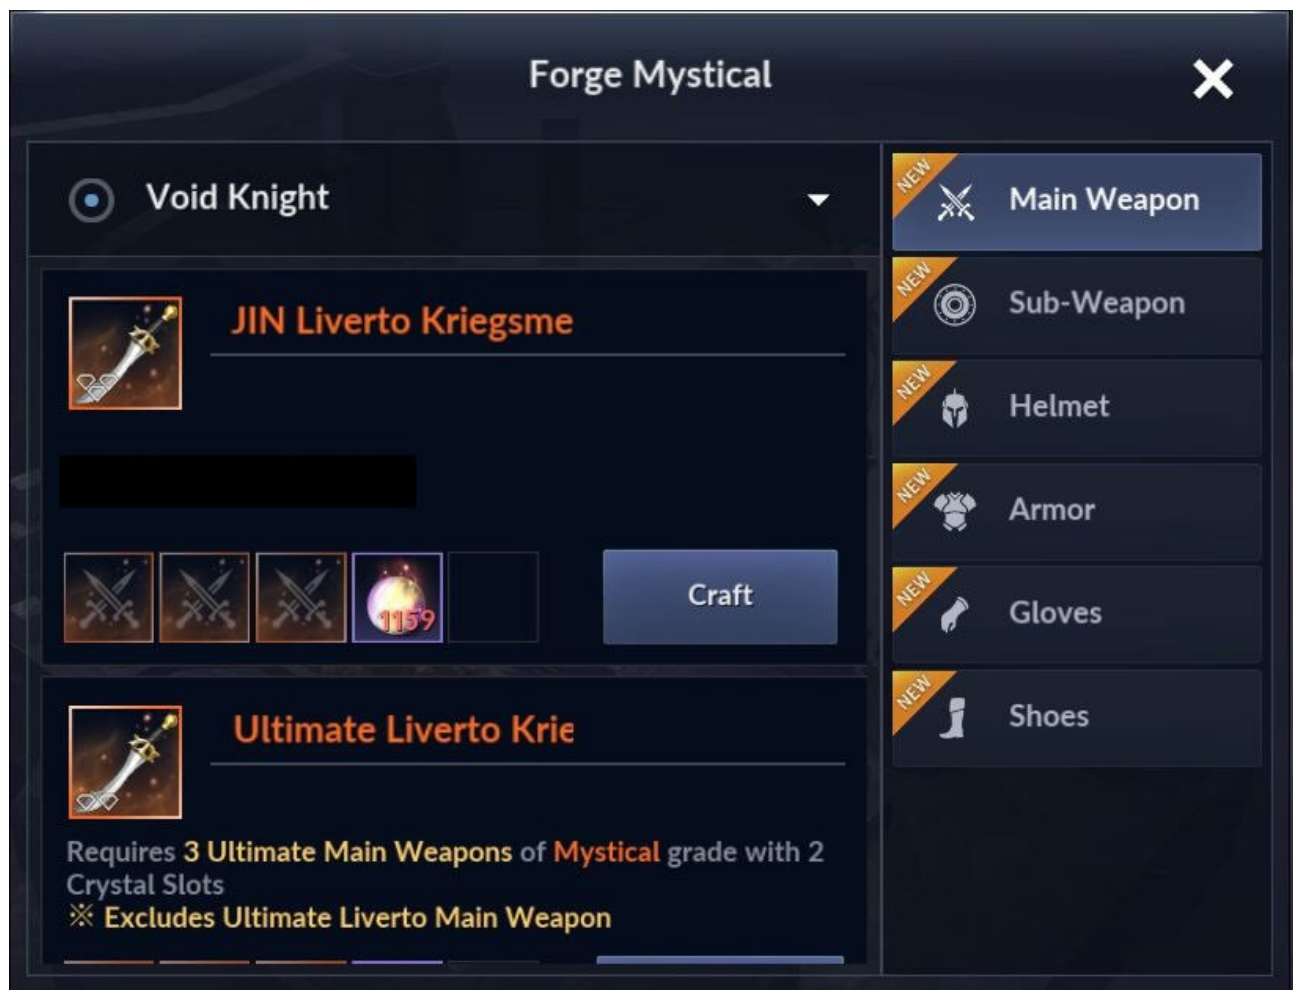 Forge Mystical
Void Knight
NEW
Main Weapon
JIN Liverto Kriegsme
NEW
Sub-Weapon
NEW
Helmet
NEW
Armor
1159
Craft
NEW
Gloves
NEW
Shoes
Ultimate Liverto Krie
Requires 3 Ultimate Main Weapons of Mystical grade with 2
Crystal Slots
※ Excludes Ultimate Liverto Main Weapon